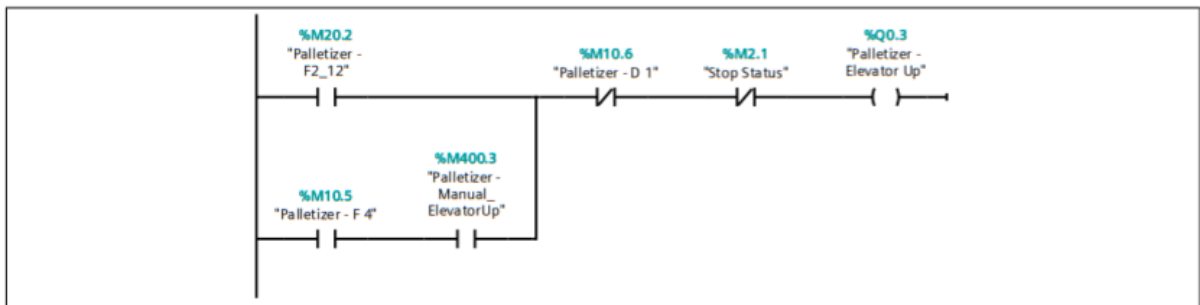 %M20.2
"Palletizer -
F2_12"
%M10.6
"Palletizer - D 1"
%M2.1
"Stop Status"
%Q0.3
"Palletizer -
Elevator Up"
%M10.5
"Palletizer - F 4"
%M400.3
"Palletizer -
Manual_
ElevatorUp"